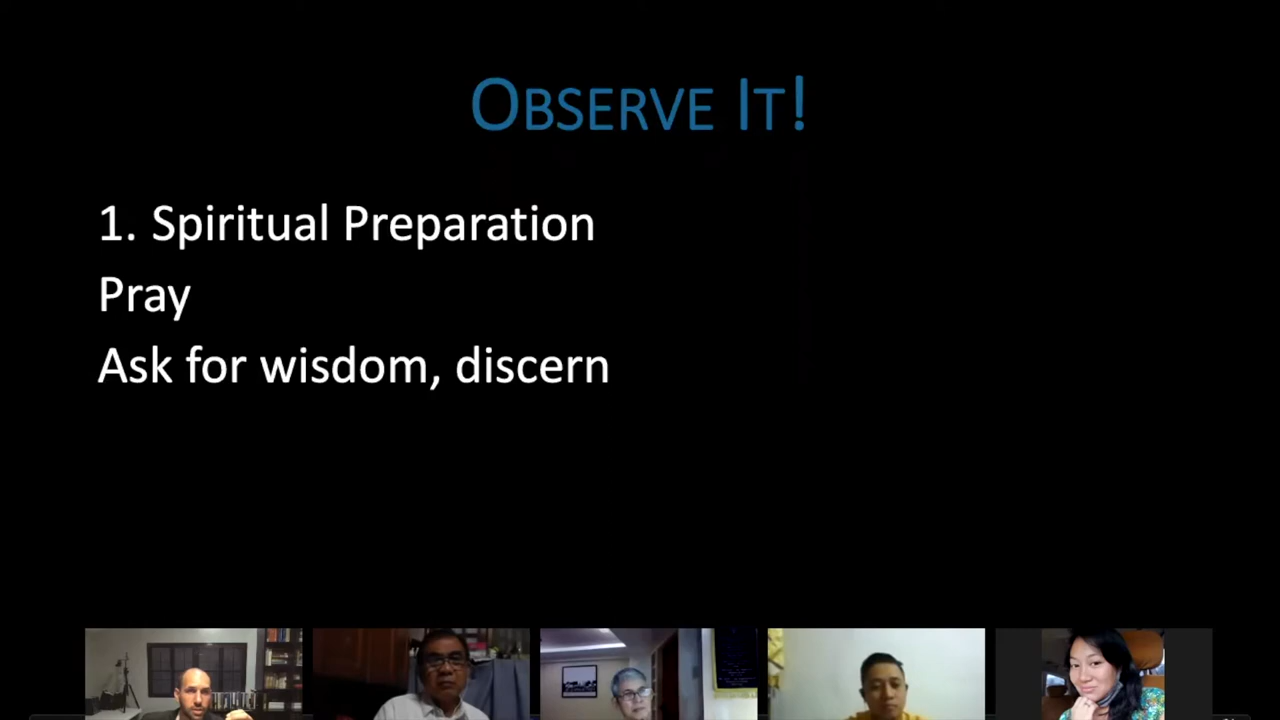 OBSERVE IT!
1. Spiritual Preparation
Pray
Ask for wisdom, discern